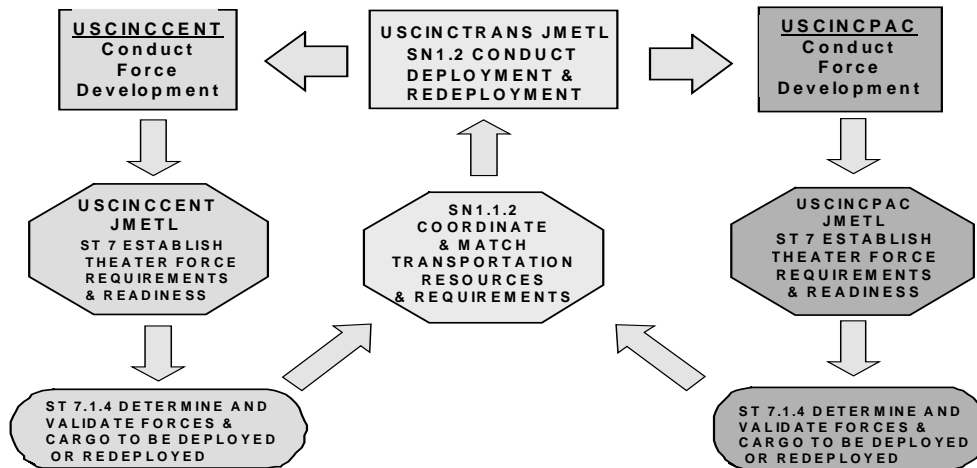 USCINCCENT
Conduct
Force
Development
USCINCTRANS JMETL
SN1.2 CONDUCT
DEPLOYMENT &
REDEPLOYMENT
USCINCPAC
Conduct
Force
Development
USCINCCENT
JMETL
ST 7 ESTABLISH
THEATER FORCE
REQUIREMENTS
& READINESS
SN1.1.2
COORDINATE
& MATCH
TRANSPORTATION
RESOURCES
& REQUIREMENTS
USCINCPAC
JMETL
ST 7 ESTABLISH
THEATER FORCE
REQUIREMENTS
& READINESS
ST 7.1.4 DETERMINE AND
VALIDATE FORCES &
CARGO TO BE DEPLOYED
OR REDEPLOYED
ST 7.1.4 DETERMINE AND
VALIDATE FORCES &
CARGO TO BE DEPLOYED
OR REDEPLOYED